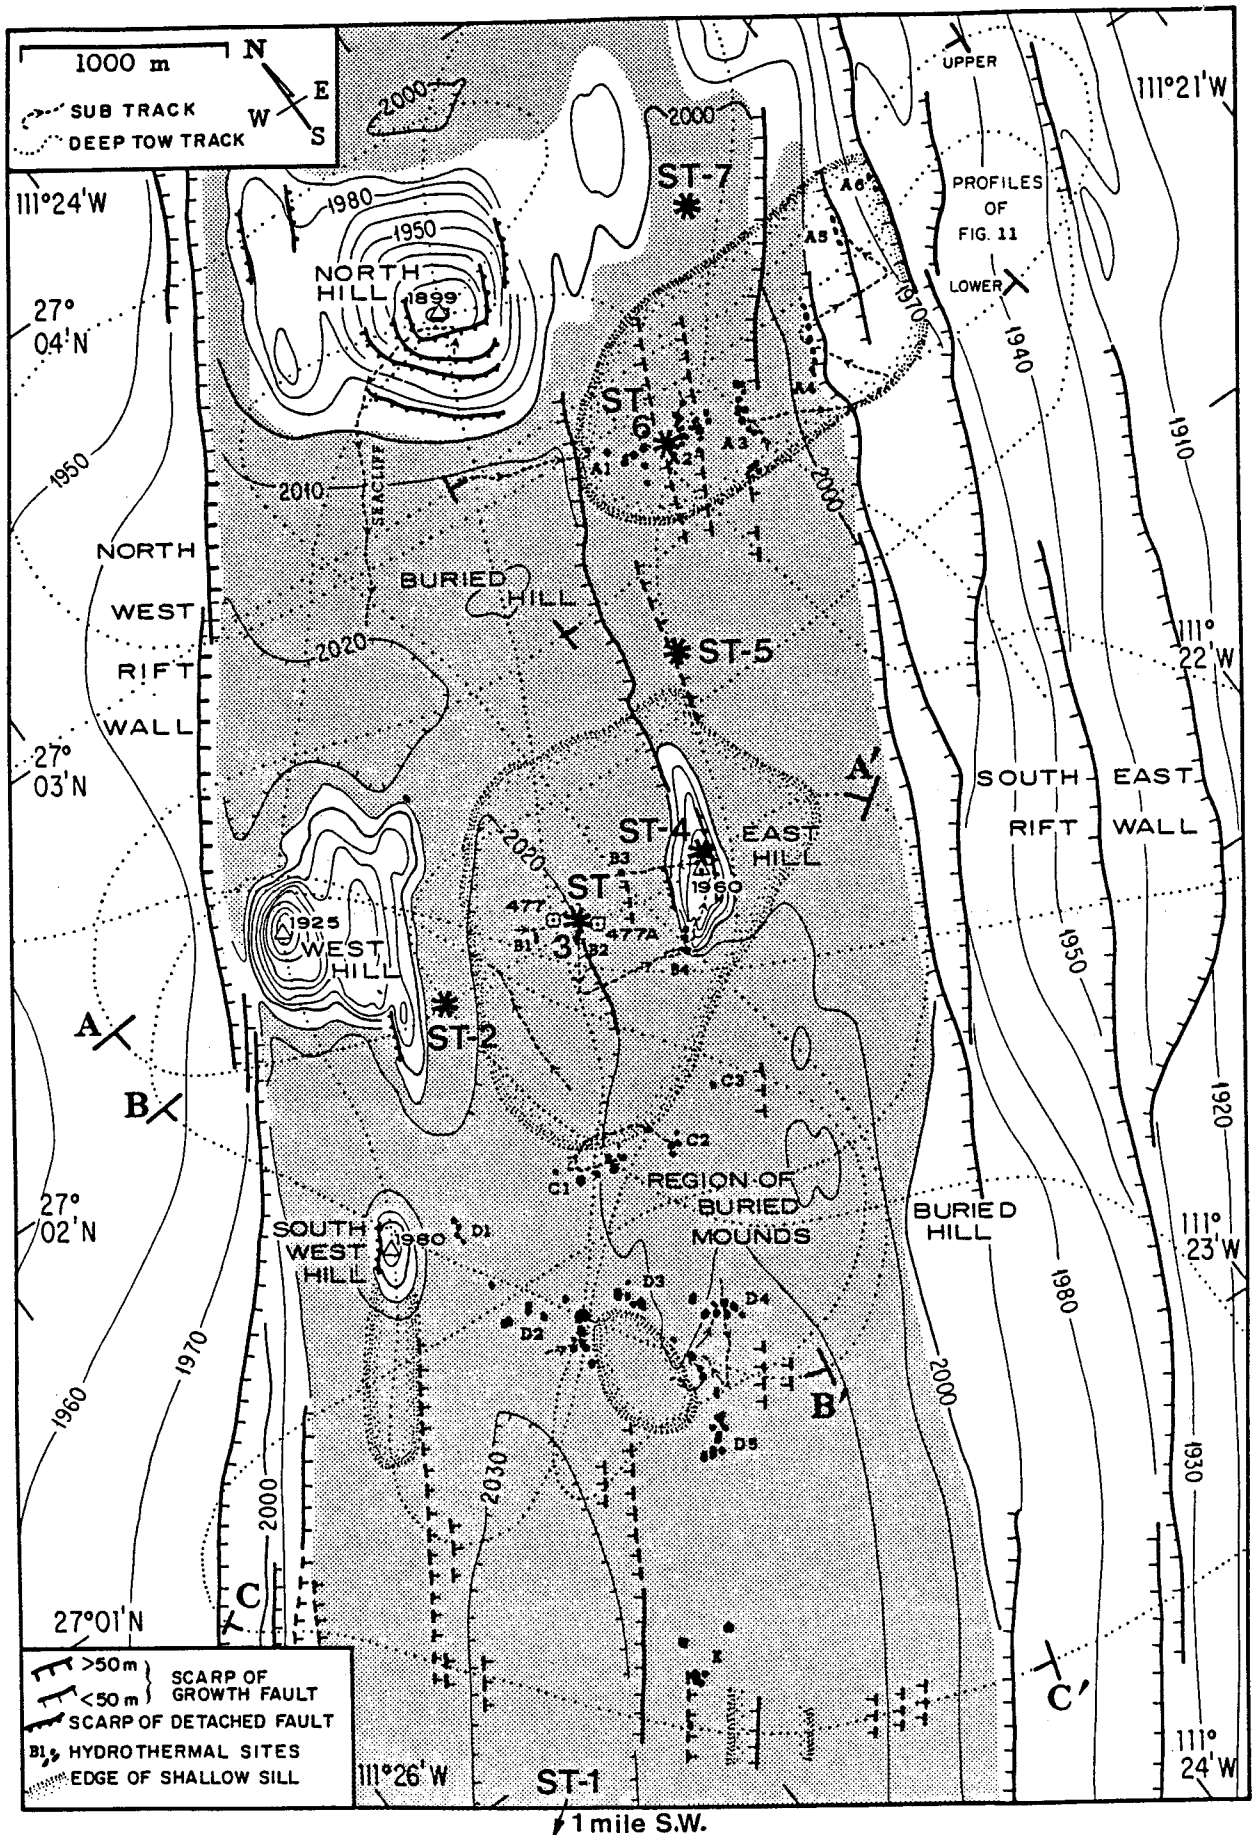 1000 m
N
E
W
S
SUB TRACK
DEEP TOW TRACK
111°24'W
111°21'W
UPPER
PROFILES
OF
FIG. 11
LOWER
2000
2000
ST-7
A6
A5
1980
1950
NORTH
HILL
1899
1970
1940
27°
04'N
A4
ST
6
A3
A1
A2
1910
1950
2010
SEACLIFF
2000
NORTH
WEST
RIFT
WALL
BURIED
HILL
2020
ST-5
111°
22'W
27°
03'N
A'
SOUTH EAST
RIFT WALL
ST-4
EAST
HILL
2020
B3
1960
ST
3
477
477A
B1
B2
B4
1925
WEST
HILL
1950
ST-2
A
B
C3
C2
C1
1920
REGION OF
BURIED
MOUNDS
BURIED
HILL
27°
02'N
111°
23'W
SOUTH
WEST
HILL
1980
D1
D3
D4
D2
1980
1970
1960
B'
2000
D5
2030
2000
1930
C
27°01'N
X
C'
>50m
<50m
SCARP OF
GROWTH FAULT
SCARP OF DETACHED FAULT
B1 HYDROTHERMAL SITES
EDGE OF SHALLOW SILL
111°26'W
ST-1
111°
24'W
1 mile S.W.